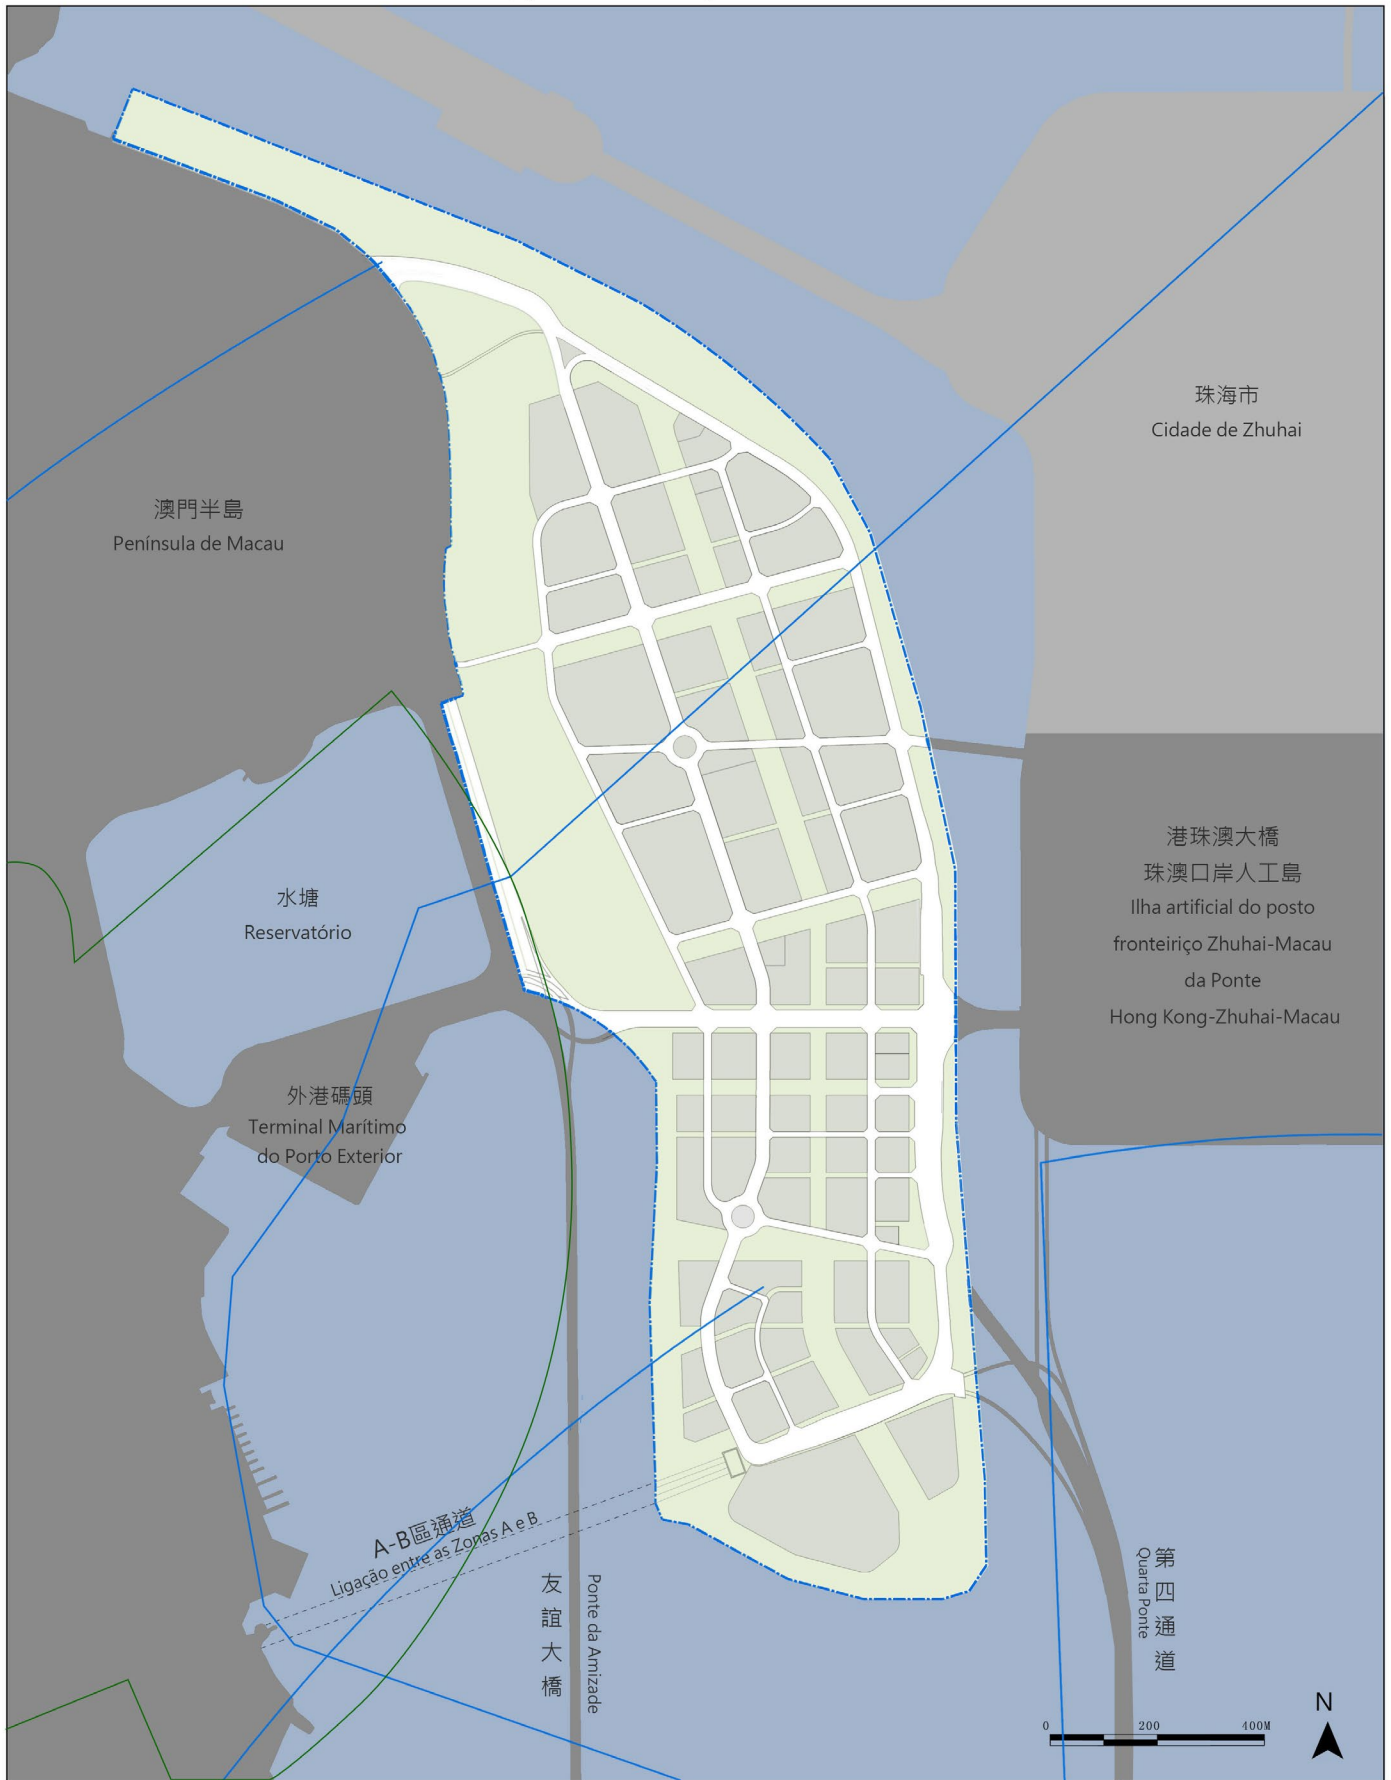 珠海市
Cidade de Zhuhai
澳門半島
Península de Macau
港珠澳大橋
珠澳口岸人工島
Ilha artificial do posto
fronteiriço Zhuhai-Macau
da Ponte
Hong Kong-Zhuhai-Macau
水塘
Reservatório
外港碼頭
Terminal Marítimo
do Porto Exterior
A-B區通道
Ligação entre as Zonas A e B
友誼大橋
Ponte da Amizade
第四通道
Quarta Ponte
N
0 200 400M